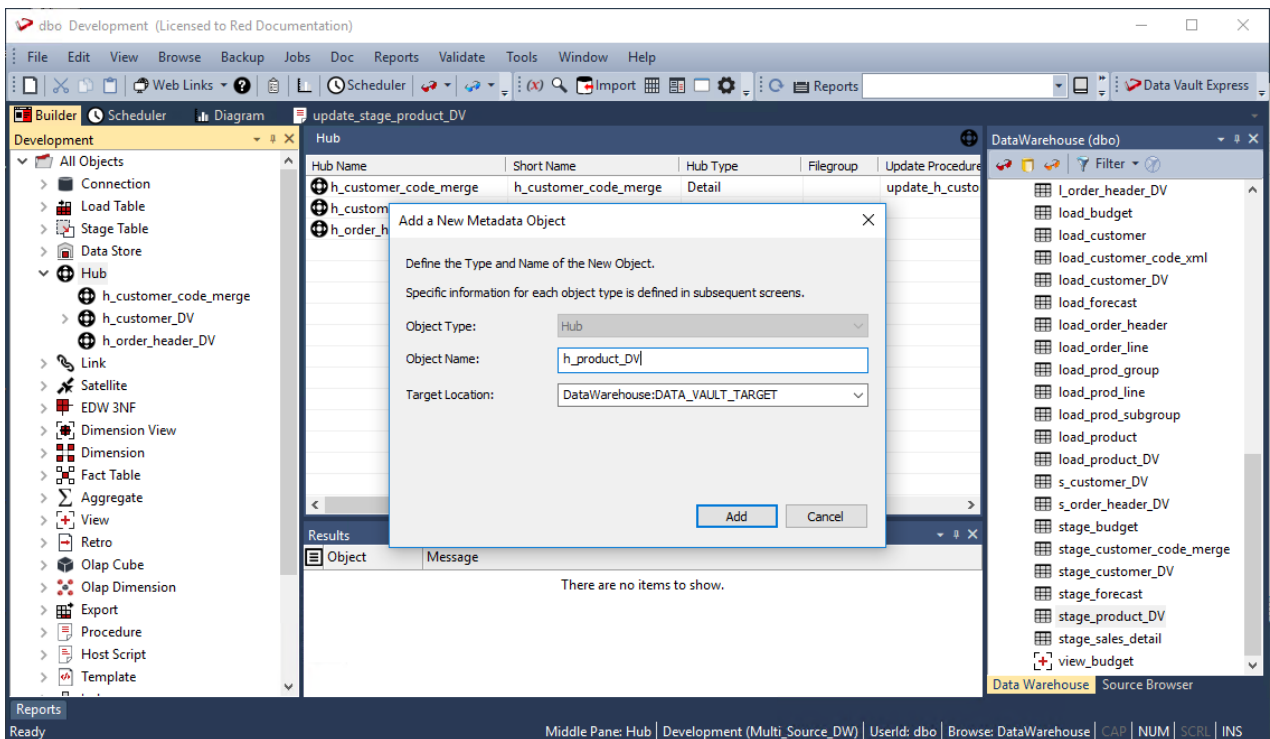 dbo Development (Licensed to Red Documentation)
File Edit View Browse Backup Jobs Doc Reports Validate Tools Window Help
Web Links Scheduler (x) Import Reports Data Vault Express
Builder Scheduler Diagram update_stage_product_DV
Development
All Objects
Connection
Load Table
Stage Table
Data Store
Hub
h_customer_code_merge
h_customer_DV
h_order_header_DV
Link
Satellite
EDW 3NF
Dimension View
Dimension
Fact Table
Aggregate
View
Retro
Olap Cube
Olap Dimension
Export
Procedure
Host Script
Template
Hub
Hub Name Short Name Hub Type Filegroup Update Procedure
h_customer_code_merge h_customer_code_merge Detail update_h_custo
h_custom
h_order_h
Add a New Metadata Object
Define the Type and Name of the New Object.
Specific information for each object type is defined in subsequent screens.
Object Type: Hub
Object Name: h_product_DV
Target Location: DataWarehouse:DATA_VAULT_TARGET
Add Cancel
Results
Object Message
There are no items to show.
DataWarehouse (dbo)
Filter
l_order_header_DV
load_budget
load_customer
load_customer_code_xml
load_customer_DV
load_forecast
load_order_header
load_order_line
load_prod_group
load_prod_line
load_prod_subgroup
load_product
load_product_DV
s_customer_DV
s_order_header_DV
stage_budget
stage_customer_code_merge
stage_customer_DV
stage_forecast
stage_product_DV
stage_sales_detail
view_budget
Data Warehouse Source Browser
Reports
Ready Middle Pane: Hub Development (Multi_Source_DW) UserId: dbo Browse: DataWarehouse CAP NUM SCRL INS